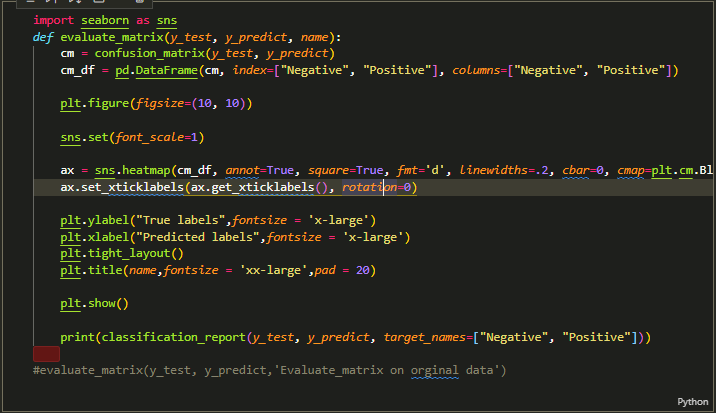 import seaborn as sns
def evaluate_matrix(y_test, y_predict, name):
    cm = confusion_matrix(y_test, y_predict)
    cm_df = pd.DataFrame(cm, index=["Negative", "Positive"], columns=["Negative", "Positive"])
    plt.figure(figsize=(10, 10))
    sns.set(font_scale=1)
    ax = sns.heatmap(cm_df, annot=True, square=True, fmt='d', linewidths=.2, cbar=0, cmap=plt.cm.Bl
    ax.set_xticklabels(ax.get_xticklabels(), rotation=0)
    plt.ylabel("True labels",fontsize = 'x-large')
    plt.xlabel("Predicted labels",fontsize = 'x-large')
    plt.tight_layout()
    plt.title(name,fontsize = 'xx-large',pad = 20)
    plt.show()
    print(classification_report(y_test, y_predict, target_names=["Negative", "Positive"]))
#evaluate_matrix(y_test, y_predict,'Evaluate_matrix on orginal data')
Python